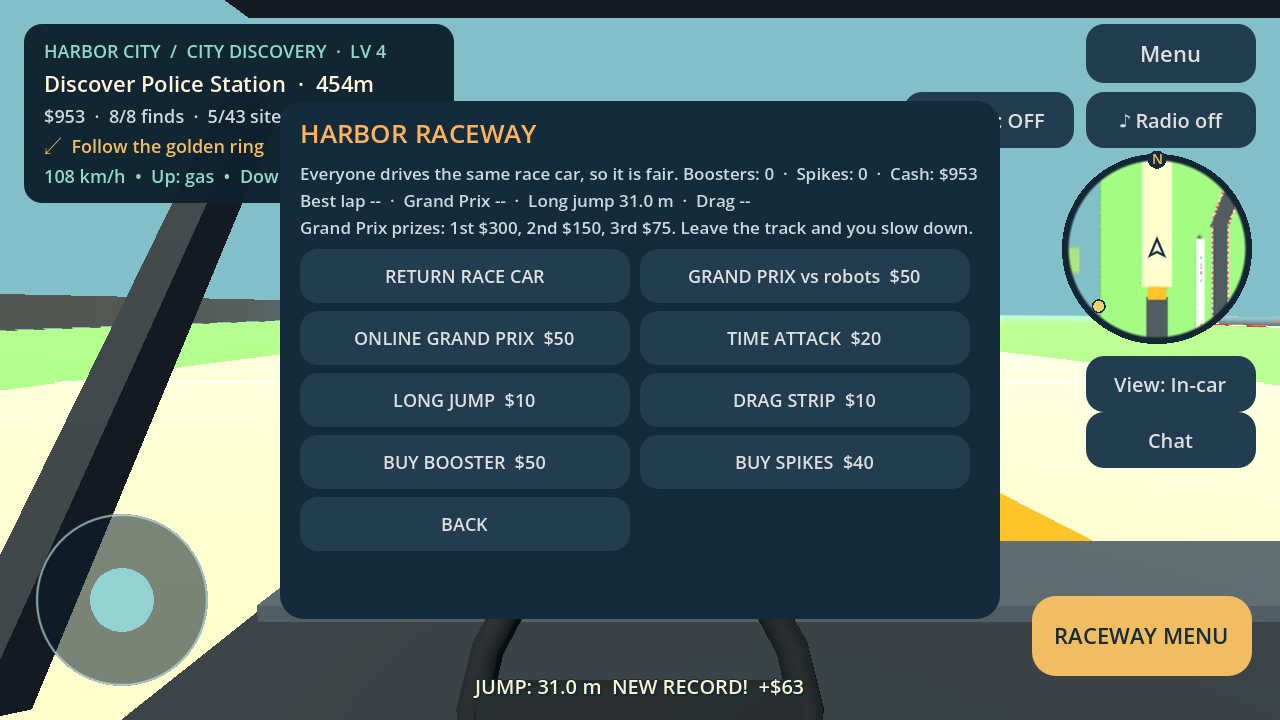 HARBOR CITY / CITY DISCOVERY · LV 4
Discover Police Station · 454m
$953 · 8/8 finds · 5/43 site
↙ Follow the golden ring
108 km/h • Up: gas • Dow
Menu
: OFF
♪ Radio off
N
View: In-car
Chat
HARBOR RACEWAY
Everyone drives the same race car, so it is fair. Boosters: 0 · Spikes: 0 · Cash: $953
Best lap -- · Grand Prix -- · Long jump 31.0 m · Drag --
Grand Prix prizes: 1st $300, 2nd $150, 3rd $75. Leave the track and you slow down.
RETURN RACE CAR
GRAND PRIX vs robots $50
ONLINE GRAND PRIX $50
TIME ATTACK $20
LONG JUMP $10
DRAG STRIP $10
BUY BOOSTER $50
BUY SPIKES $40
BACK
RACEWAY MENU
JUMP: 31.0 m NEW RECORD! +$63